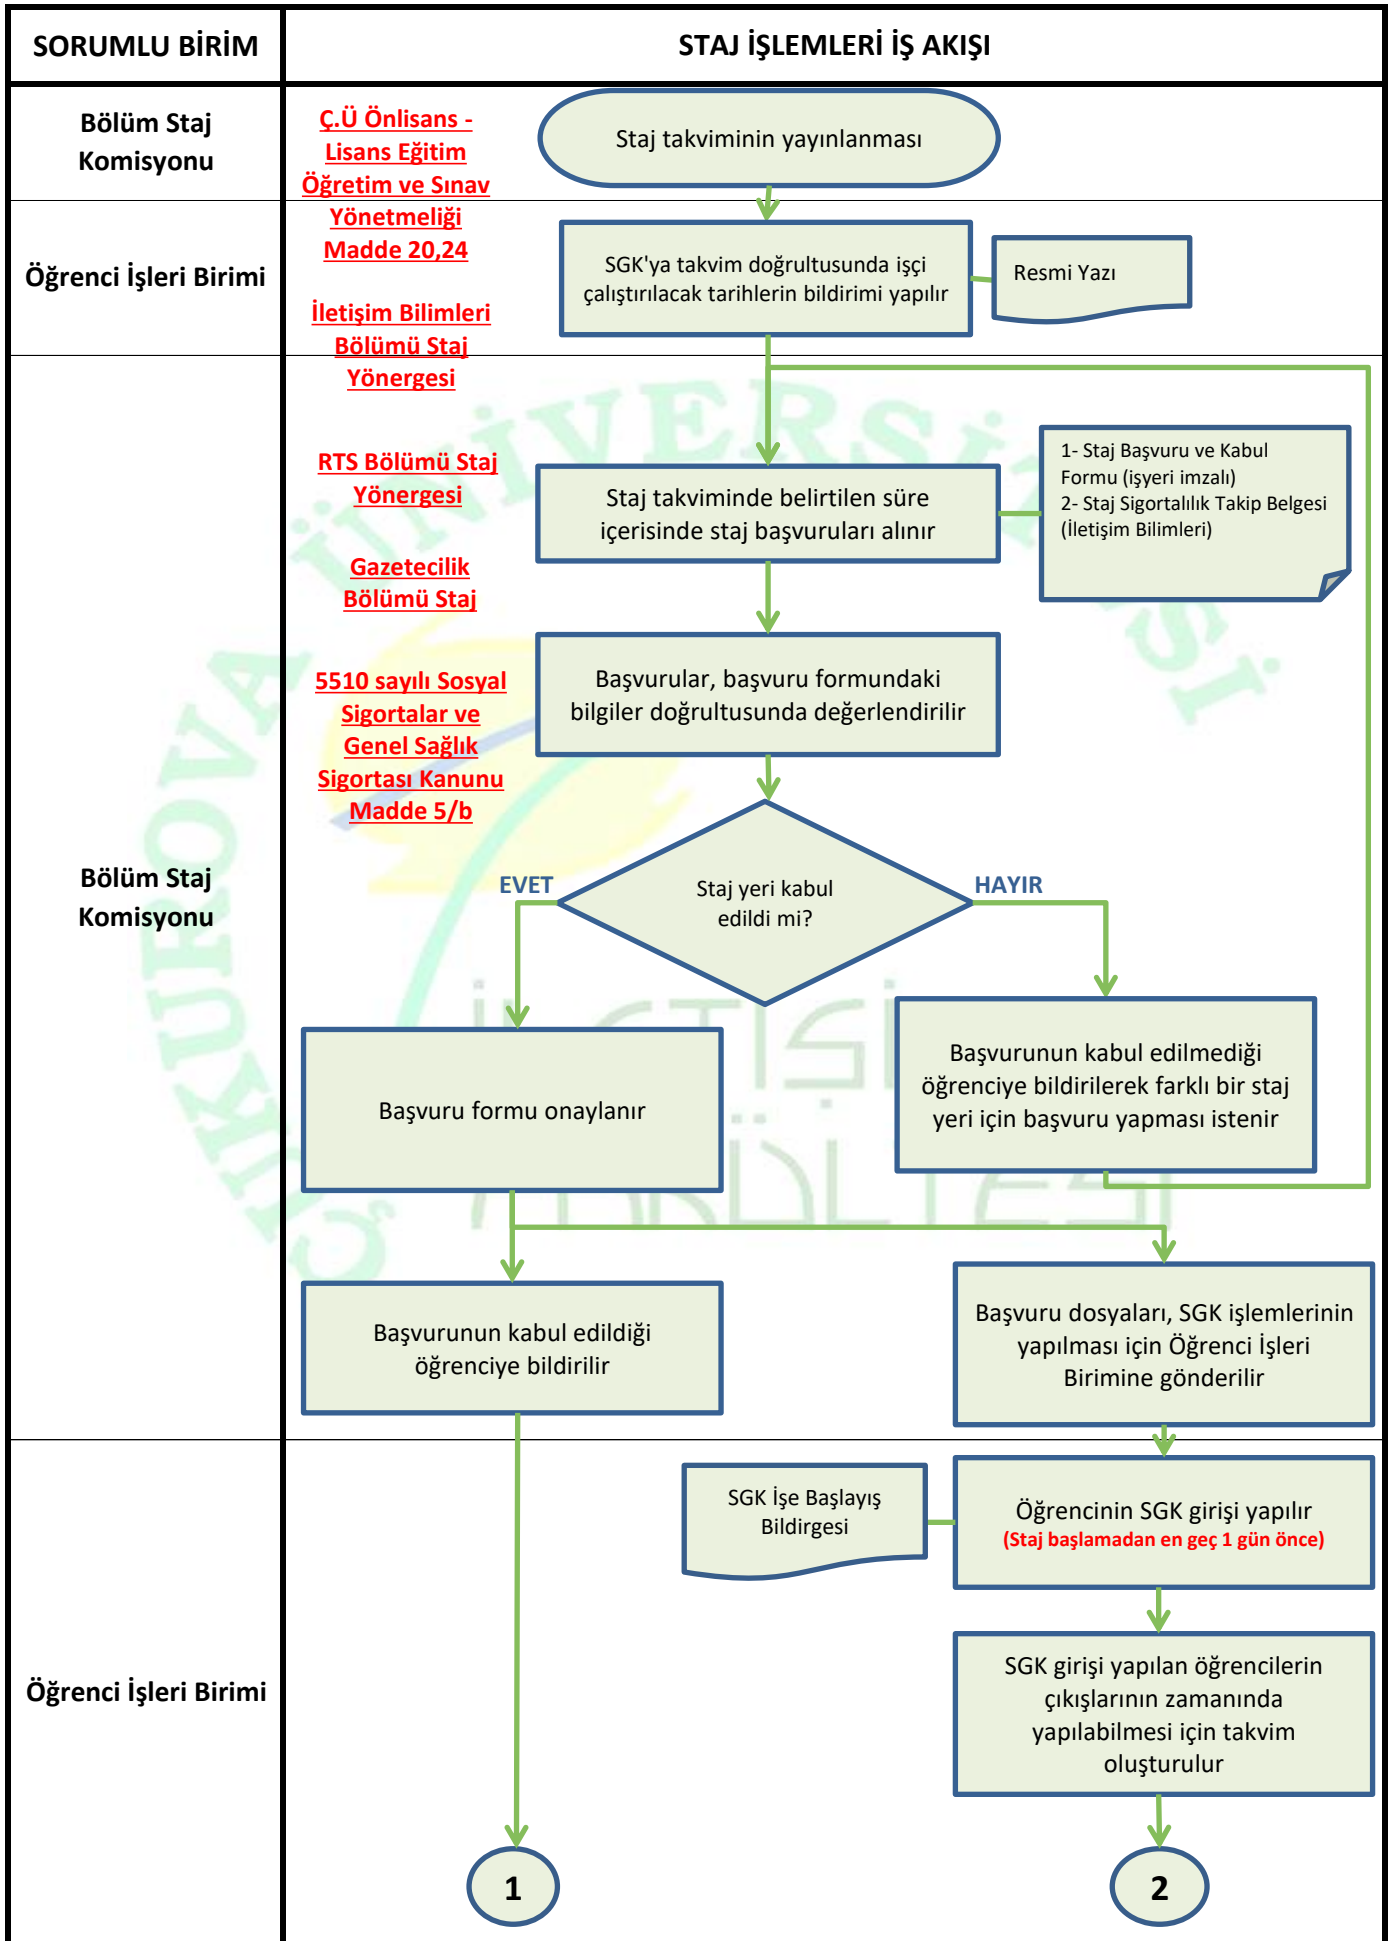 SORUMLU BİRİM
STAJ İŞLEMLERİ İŞ AKIŞI
Bölüm Staj
Komisyonu
Ç.Ü Önlisans -
Lisans Eğitim
Öğretim ve Sınav
Yönetmeliği
Madde 20,24
Staj takviminin yayınlanması
Öğrenci İşleri Birimi
SGK'ya takvim doğrultusunda işçi
çalıştırılacak tarihlerin bildirimi yapılır
Resmi Yazı
İletişim Bilimleri
Bölümü Staj
Yönergesi
RTS Bölümü Staj
Yönergesi
Staj takviminde belirtilen süre
içerisinde staj başvuruları alınır
1- Staj Başvuru ve Kabul
Formu (işyeri imzalı)
2- Staj Sigortalılık Takip Belgesi
(İletişim Bilimleri)
Gazetecilik
Bölümü Staj
5510 sayılı Sosyal
Sigortalar ve
Genel Sağlık
Sigortası Kanunu
Madde 5/b
Başvurular, başvuru formundaki
bilgiler doğrultusunda değerlendirilir
Bölüm Staj
Komisyonu
EVET
Staj yeri kabul
edildi mi?
HAYIR
Başvuru formu onaylanır
Başvurunun kabul edilmediği
öğrenciye bildirilerek farklı bir staj
yeri için başvuru yapması istenir
Başvurunun kabul edildiği
öğrenciye bildirilir
Başvuru dosyaları, SGK işlemlerinin
yapılması için Öğrenci İşleri
Birimine gönderilir
Öğrenci İşleri Birimi
SGK İşe Başlayış
Bildirgesi
Öğrencinin SGK girişi yapılır
(Staj başlamadan en geç 1 gün önce)
SGK girişi yapılan öğrencilerin
çıkışlarının zamanında
yapılabilmesi için takvim
oluşturulur
1
2
ÇUKUROVA ÜNİVERSİTESİ